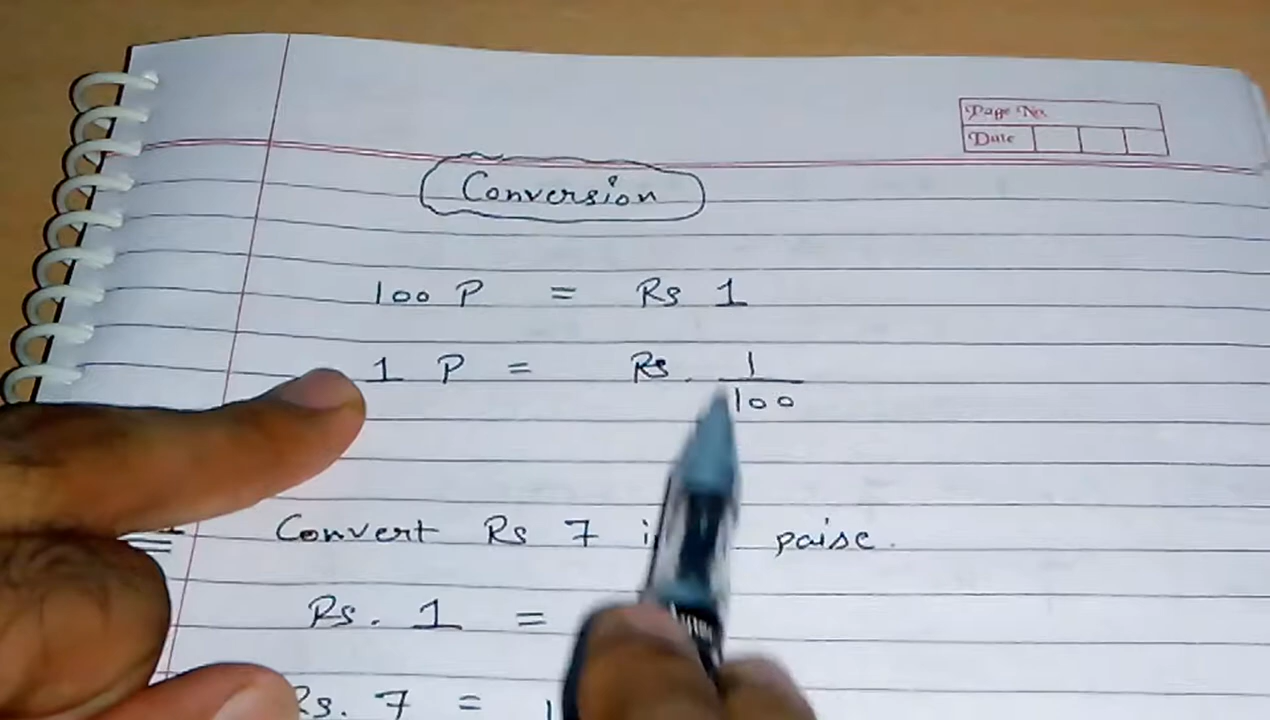 Page No.
Date
Conversion
100 P = Rs 1
1 P = Rs. 1/100
Convert Rs 7 paise.
Rs. 1 =
Rs. 7 =